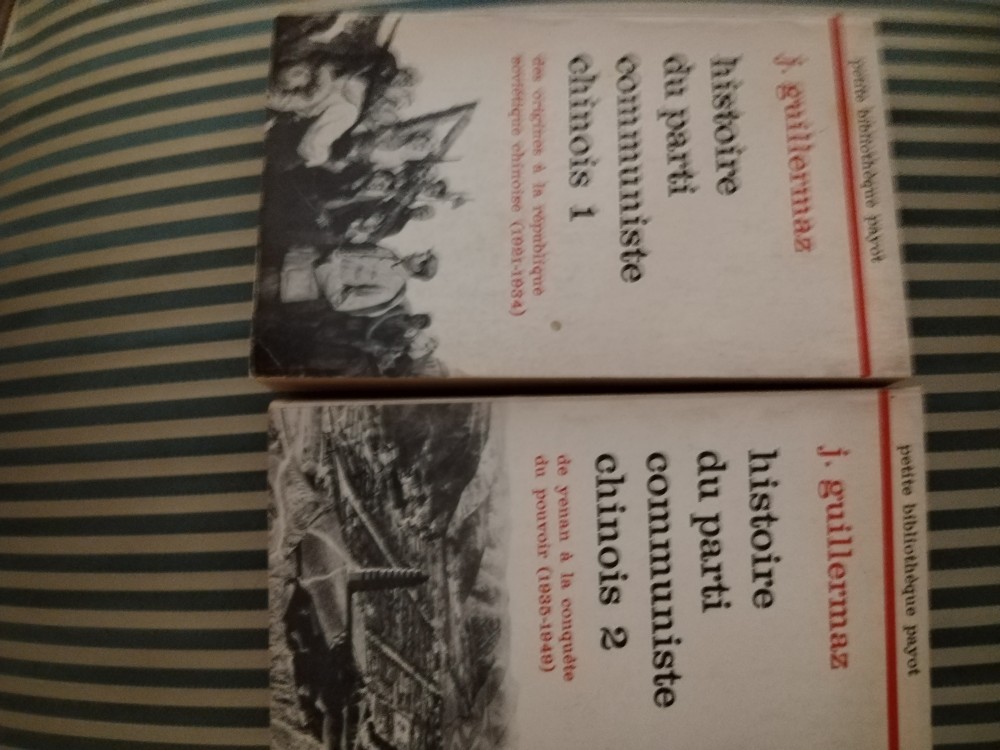 petite bibliothèque payot
j. guillermaz
histoire
du parti
communiste
chinois 1
des origines à la république
soviétique chinoise (1921-1934)
petite bibliothèque payot
j. guillermaz
histoire
du parti
communiste
chinois 2
de yenan à la conquête
du pouvoir (1935-1949)